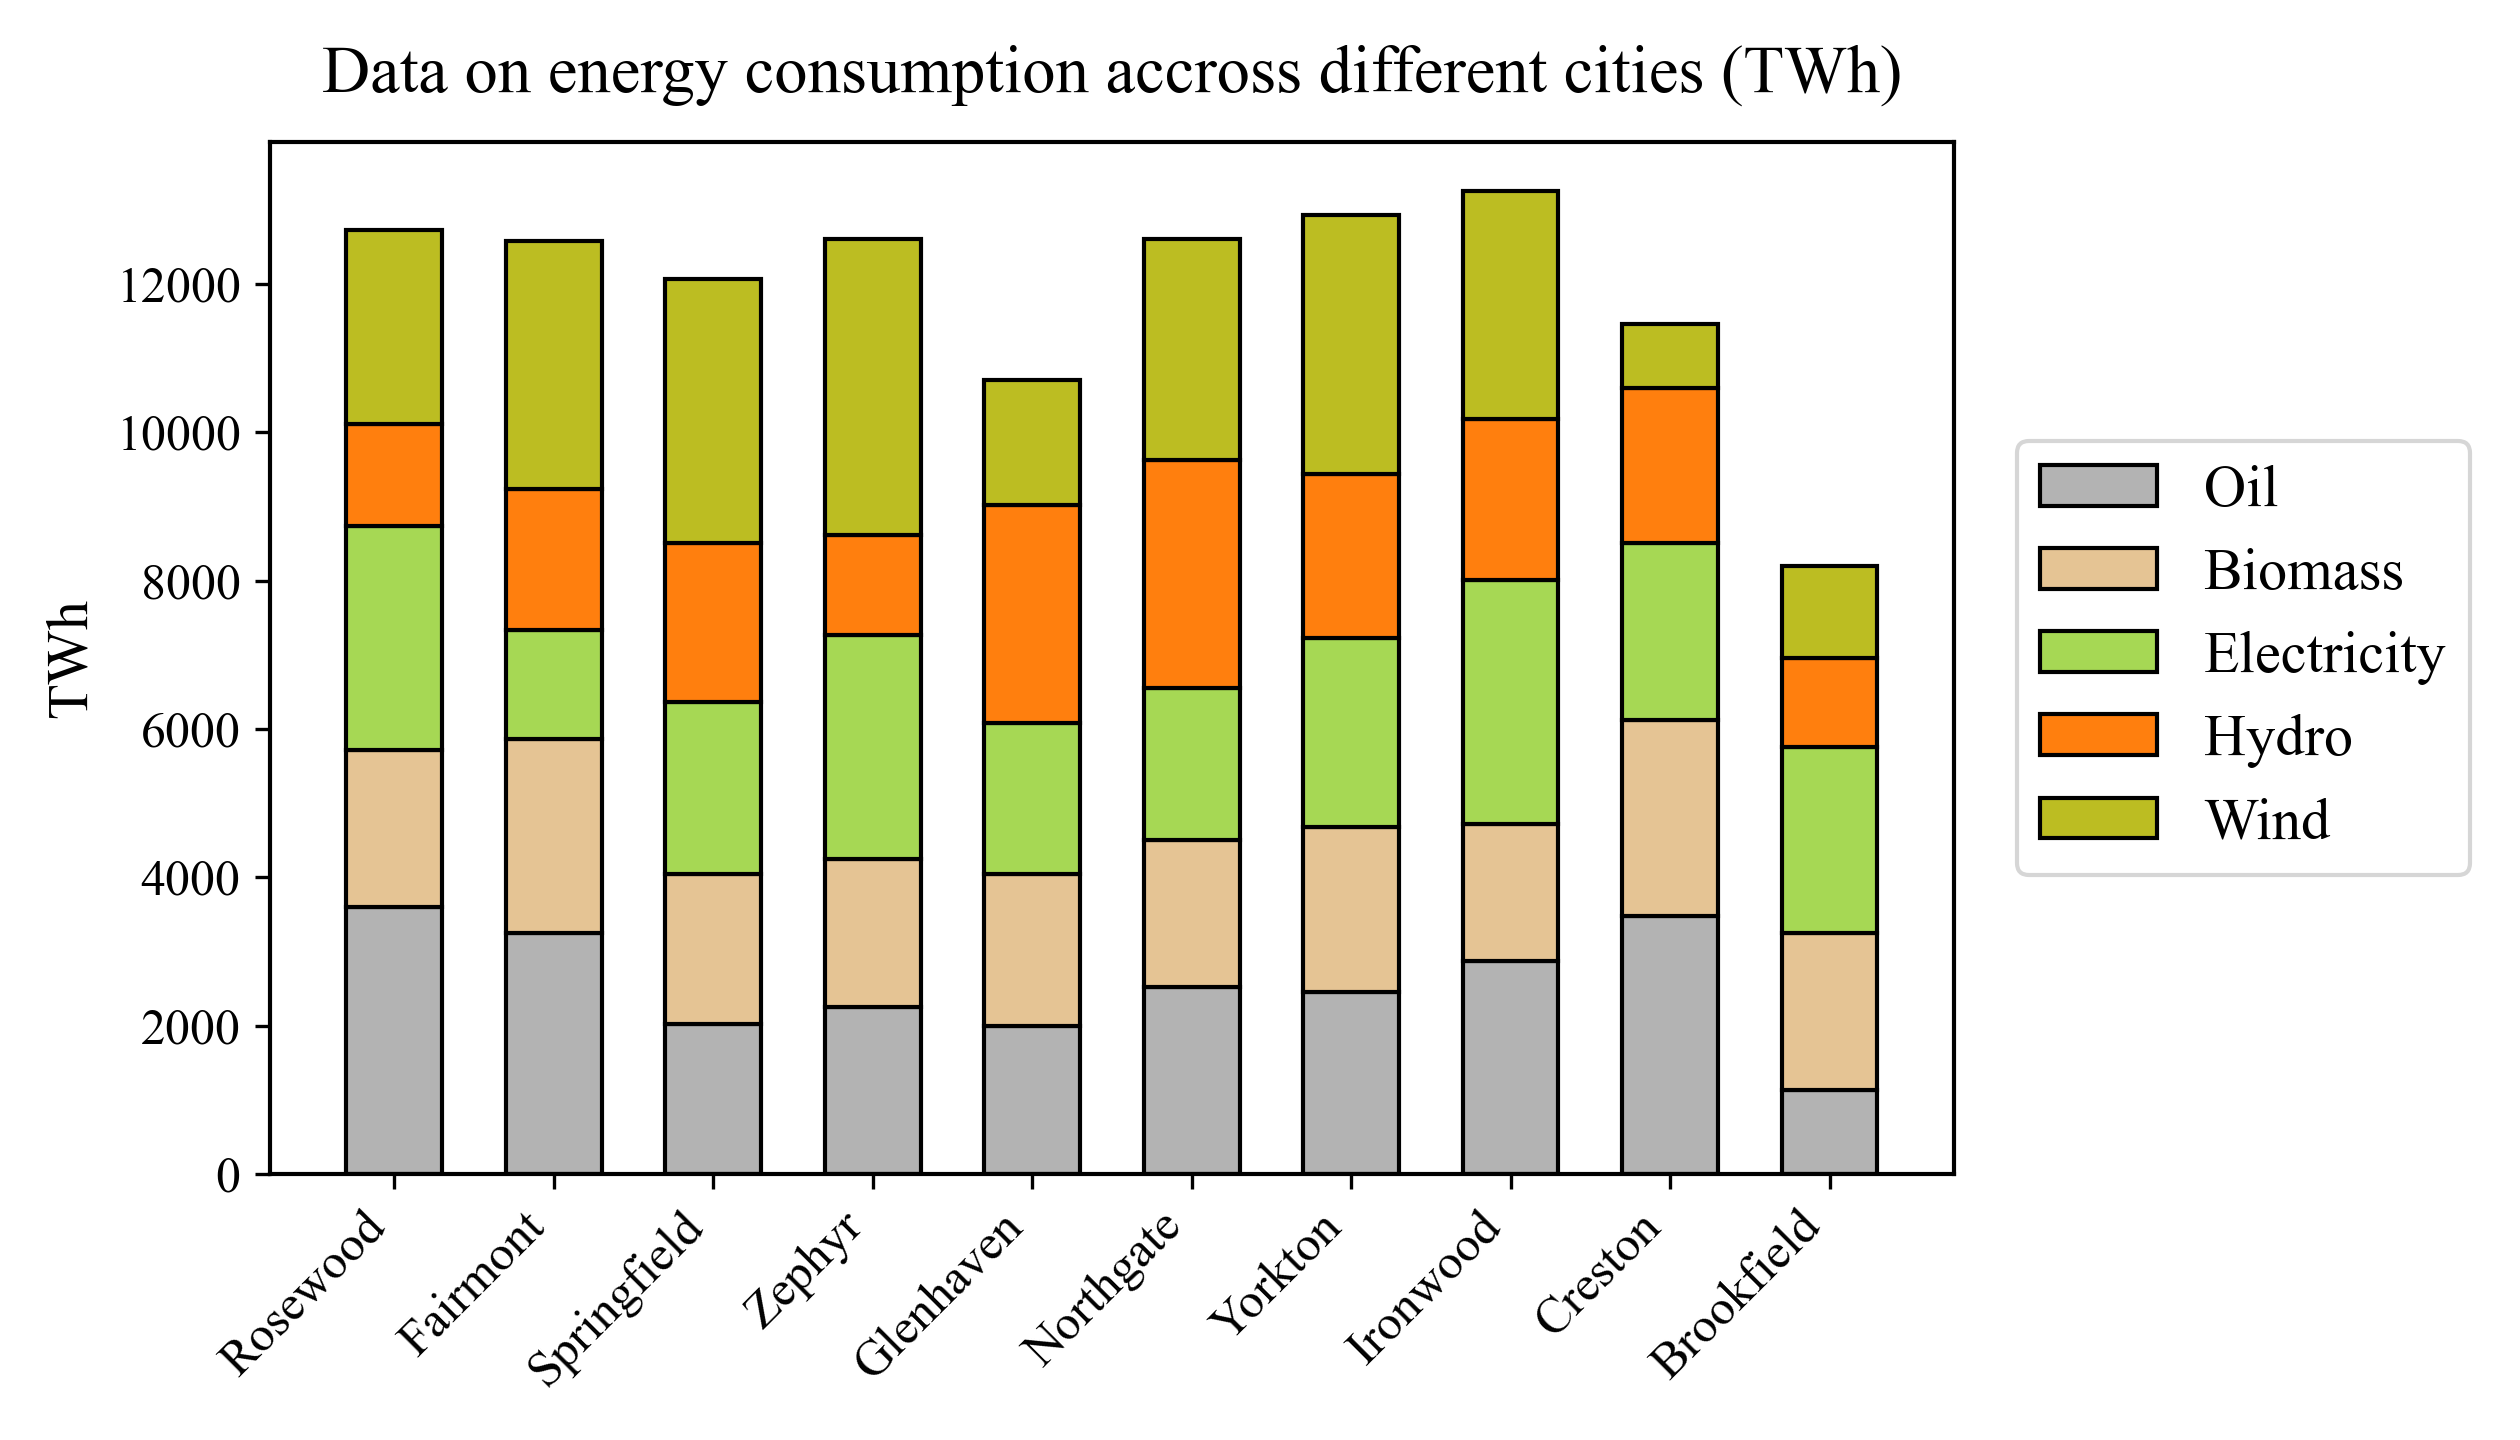 Data on energy consumption accross different cities (TWh)
TWh
12000
10000
8000
6000
4000
2000
0
Rosewood
Fairmont
Springfield
Zephyr
Glenhaven
Northgate
Yorkton
Ironwood
Creston
Brookfield
Oil
Biomass
Electricity
Hydro
Wind